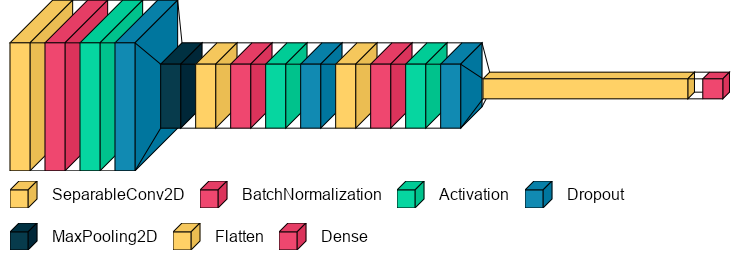 SeparableConv2D BatchNormalization Activation Dropout
MaxPooling2D Flatten Dense